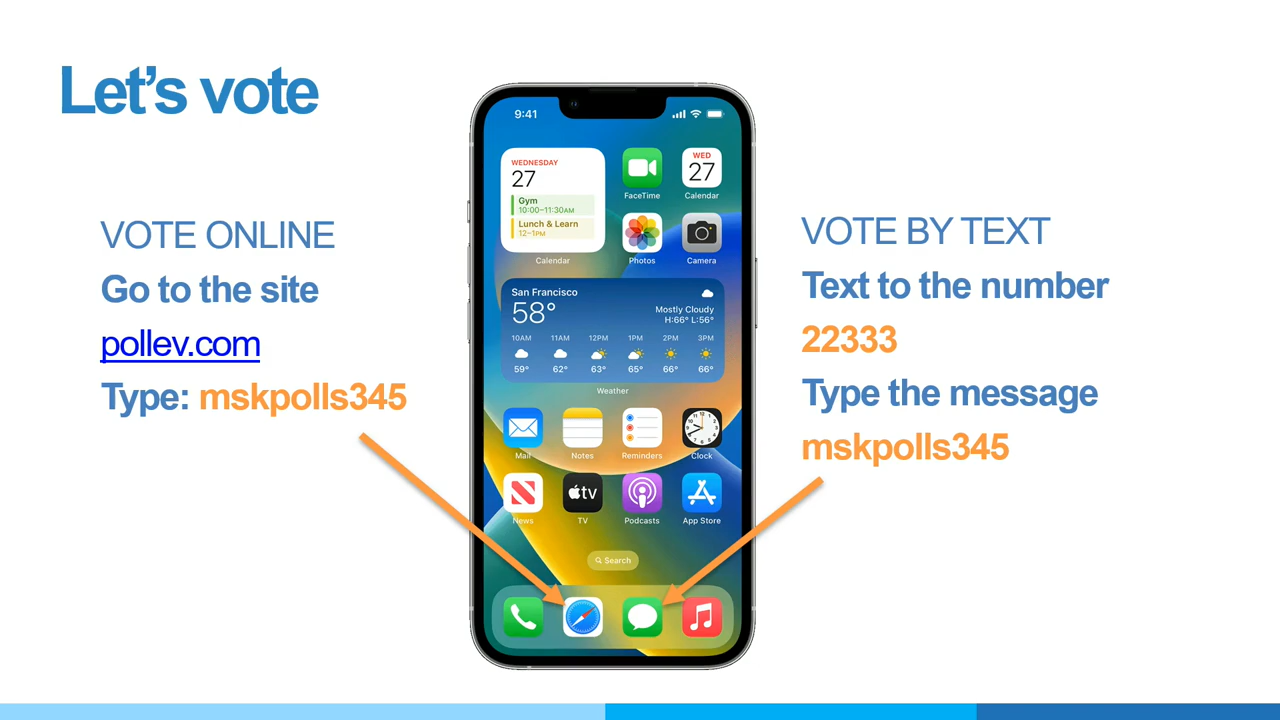 Let's vote
VOTE ONLINE
Go to the site
pollev.com
Type: mskpolls345
9:41
WEDNESDAY
27
Gym
10:00–11:30AM
Lunch & Learn
12–1PM
Calendar
FaceTime
WED
27
Calendar
Photos
Camera
San Francisco
58°
Mostly Cloudy
H:66° L:56°
10AM 11AM 12PM 1PM 2PM 3PM
59° 62° 63° 65° 66° 66°
Weather
Mail Notes Reminders Clock
tv
News TV Podcasts App Store
Search
VOTE BY TEXT
Text to the number
22333
Type the message
mskpolls345